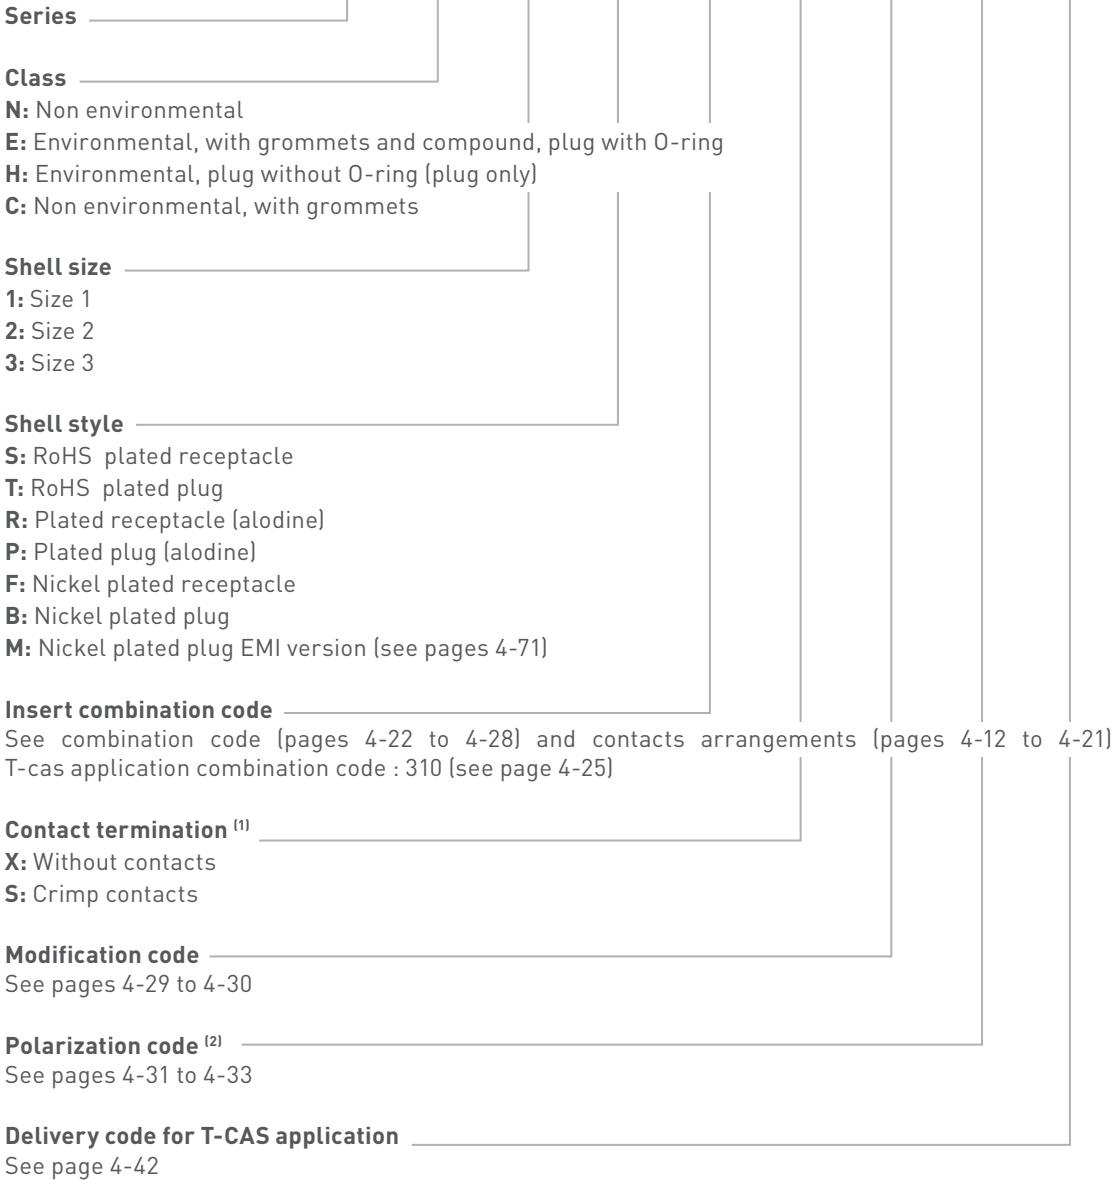 Series
Class
N: Non environmental
E: Environmental, with grommets and compound, plug with O-ring
H: Environmental, plug without O-ring (plug only)
C: Non environmental, with grommets
Shell size
1: Size 1
2: Size 2
3: Size 3
Shell style
S: RoHS plated receptacle
T: RoHS plated plug
R: Plated receptacle (alodine)
P: Plated plug (alodine)
F: Nickel plated receptacle
B: Nickel plated plug
M: Nickel plated plug EMI version (see pages 4-71)
Insert combination code
See combination code (pages 4-22 to 4-28) and contacts arrangements (pages 4-12 to 4-21)
T-cas application combination code : 310 (see page 4-25)
Contact termination (1)
X: Without contacts
S: Crimp contacts
Modification code
See pages 4-29 to 4-30
Polarization code (2)
See pages 4-31 to 4-33
Delivery code for T-CAS application
See page 4-42